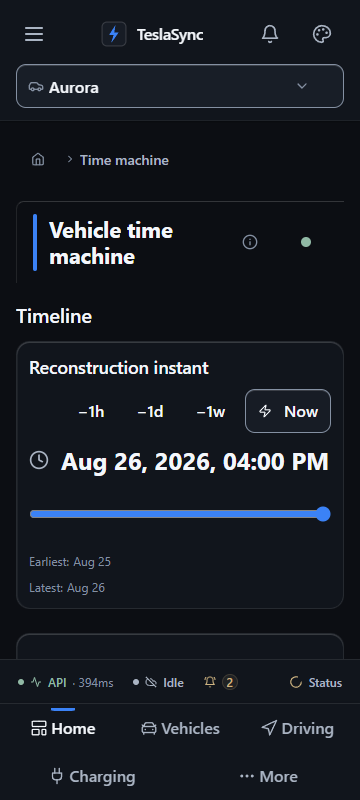 TeslaSync
Aurora
Time machine
Vehicle time
machine
Timeline
Reconstruction instant
−1h −1d −1w Now
Aug 26, 2026, 04:00 PM
Earliest: Aug 25
Latest: Aug 26
API · 394ms Idle 2 Status
Home Vehicles Driving
Charging More